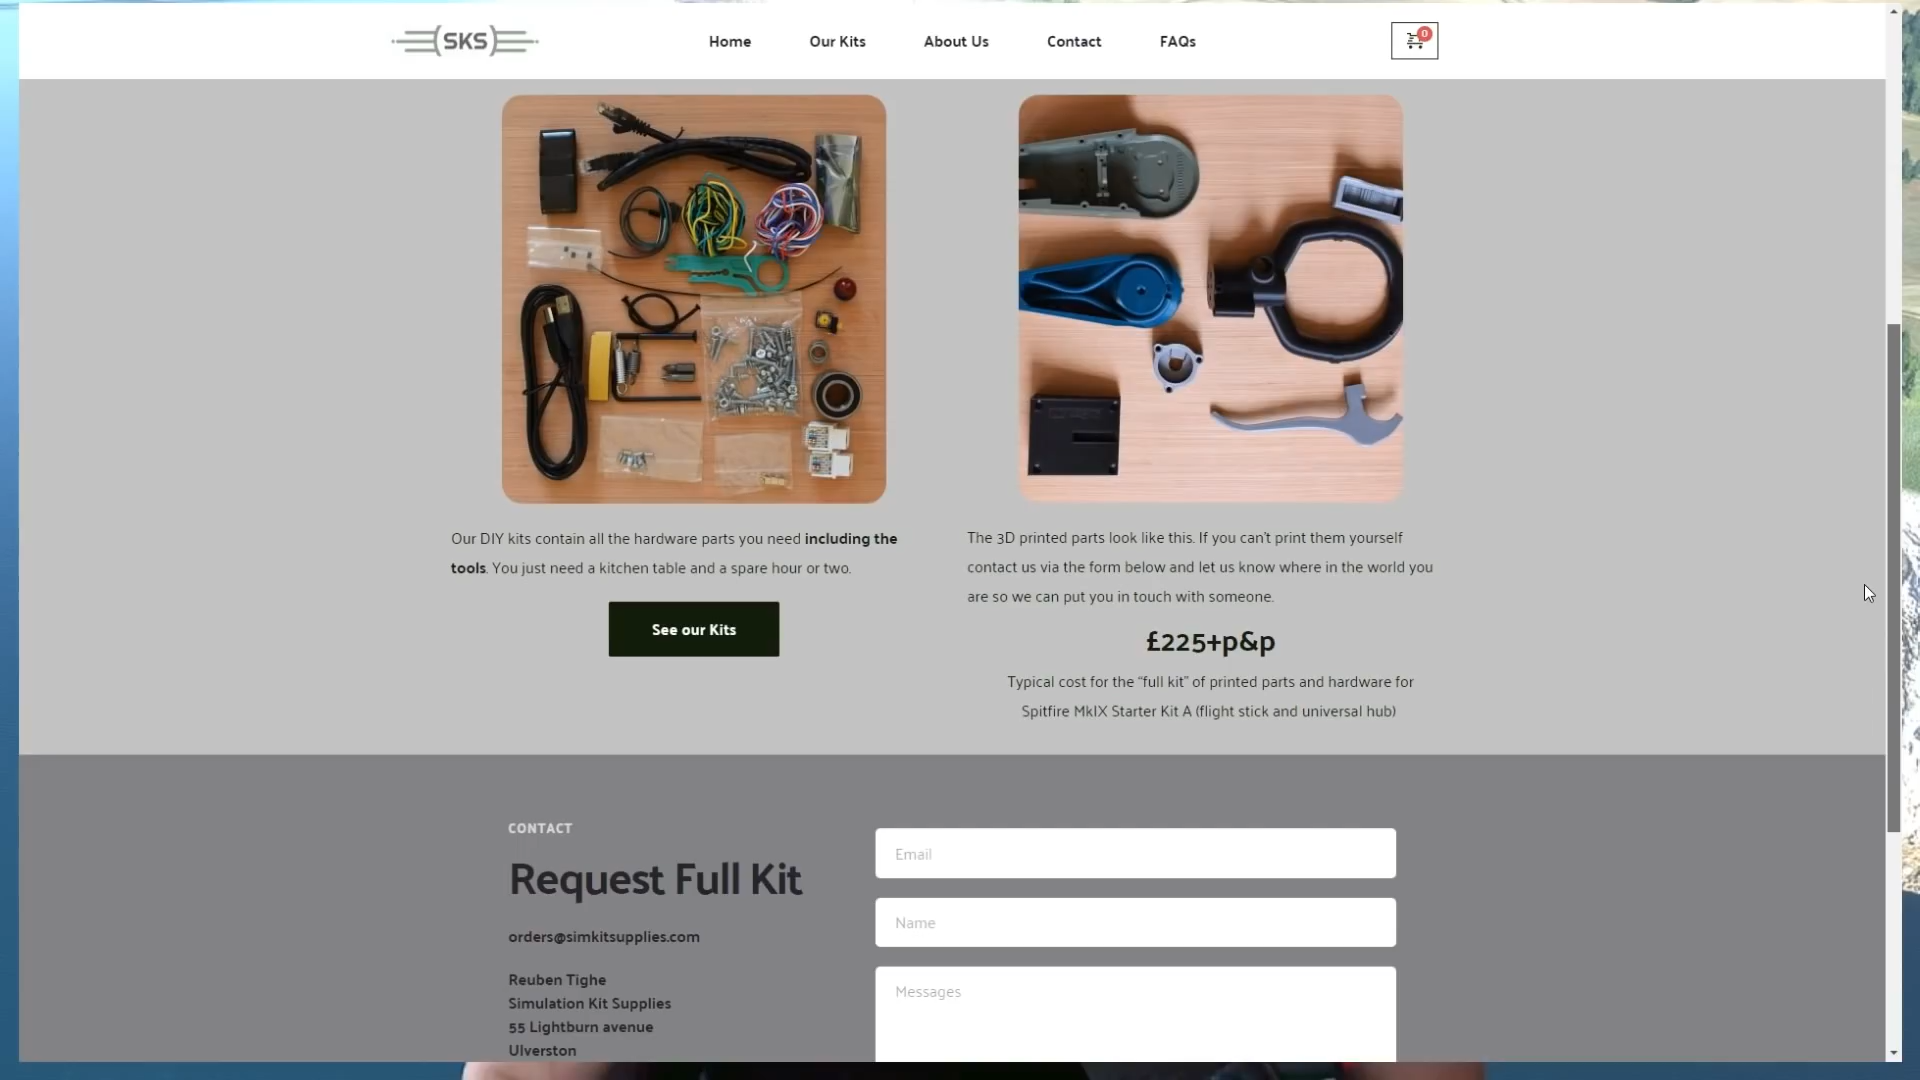 SKS
Home
Our Kits
About Us
Contact
FAQs
0
Our DIY kits contain all the hardware parts you need including the
tools. You just need a kitchen table and a spare hour or two.
See our Kits
The 3D printed parts look like this. If you can't print them yourself
contact us via the form below and let us know where in the world you
are so we can put you in touch with someone.
£225+p&p
Typical cost for the “full kit” of printed parts and hardware for
Spitfire MkIX Starter Kit A (flight stick and universal hub)
CONTACT
Request Full Kit
orders@simkitsupplies.com
Reuben Tighe
Simulation Kit Supplies
55 Lightburn avenue
Ulverston
Email
Name
Messages